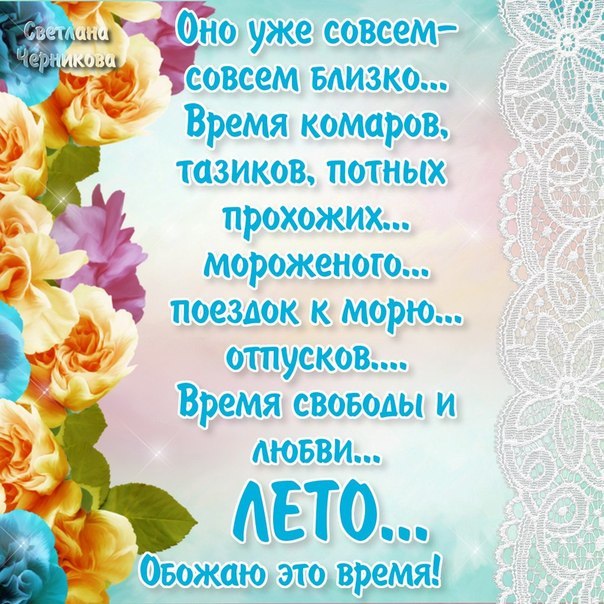 Светлана
Черникова
Оно уже совсем-
совсем близко...
Время комаров,
тазиков, потных
прохожих...
мороженого...
поездок к морю...
отпусков....
Время свободы и
любви...
ЛЕТО...
Обожаю это время!